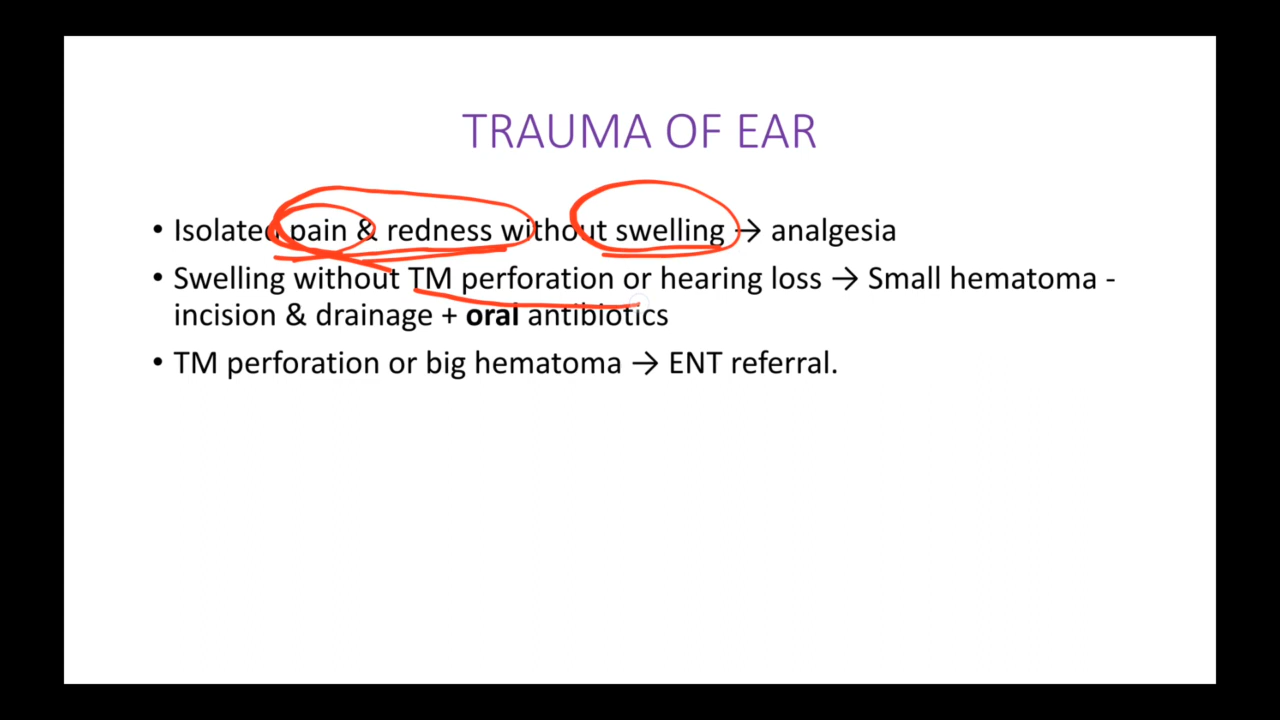 TRAUMA OF EAR
• Isolated pain & redness without swelling → analgesia
• Swelling without TM perforation or hearing loss → Small hematoma -
incision & drainage + oral antibiotics
• TM perforation or big hematoma → ENT referral.